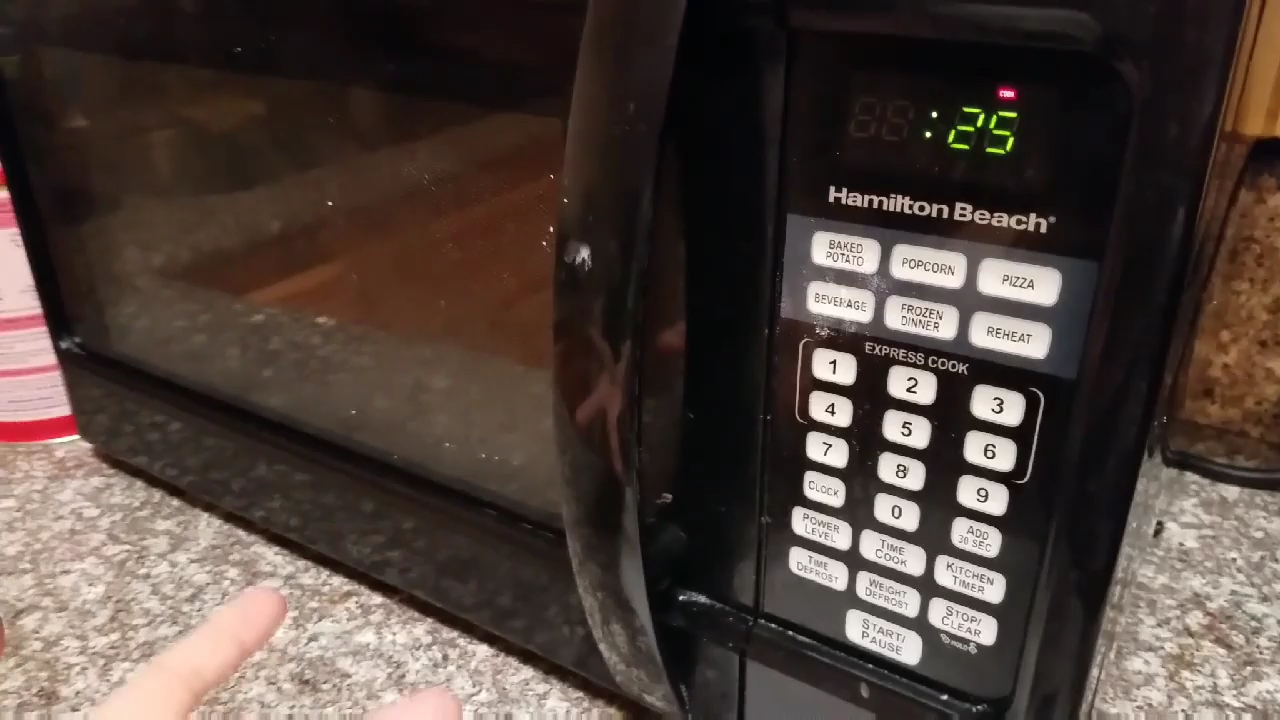 COOK
:25
Hamilton Beach®
BAKED
POTATO
POPCORN
PIZZA
BEVERAGE
FROZEN
DINNER
REHEAT
EXPRESS COOK
1
2
3
4
5
6
7
8
9
CLOCK
0
ADD
30 SEC
POWER
LEVEL
TIME
COOK
KITCHEN
TIMER
TIME
DEFROST
WEIGHT
DEFROST
STOP/
CLEAR
START/
PAUSE
HOLD